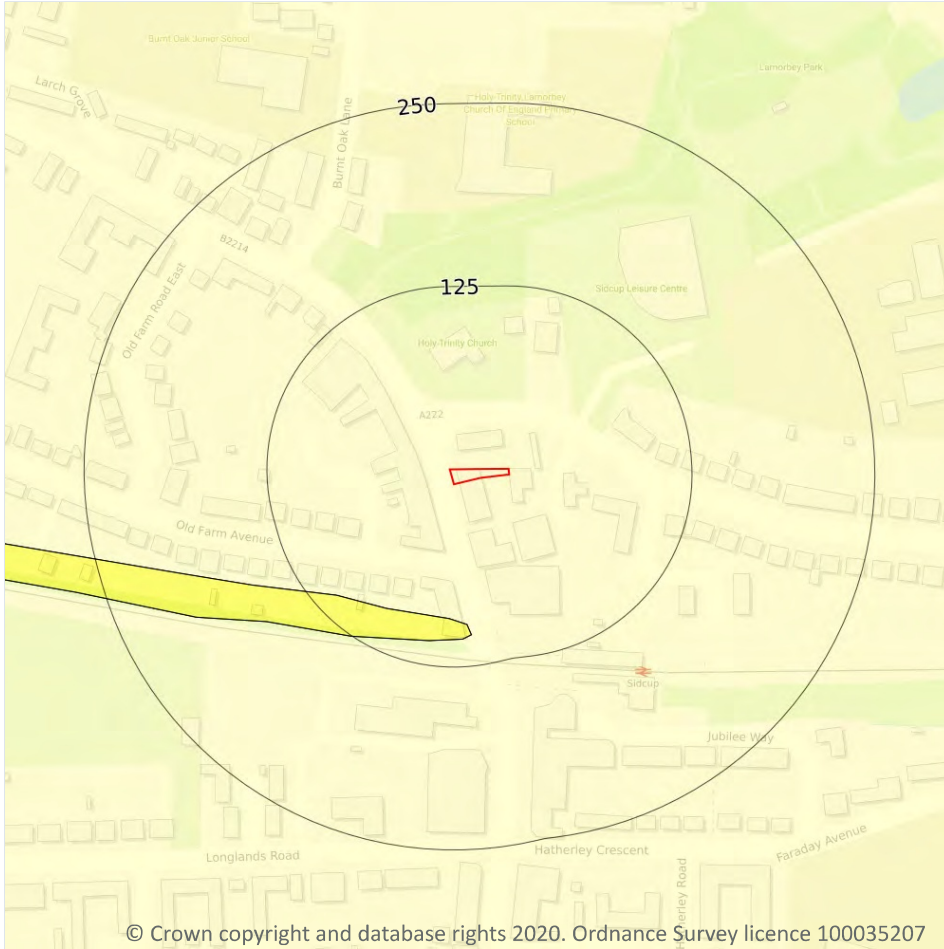 Burnt Oak Junior School
Lamorbey Park
Larch Grove
250
Holy Trinity Lamorbey
Church Of England Primary
School
Burnt Oak Lane
B2214
Old Farm Road East
125
Sidcup Leisure Centre
Holy Trinity Church
A222
Old Farm Avenue
Sidcup
Jubilee Way
Longlands Road
Hatherley Crescent
Faraday Avenue
Hatherley Road
© Crown copyright and database rights 2020. Ordnance Survey licence 100035207